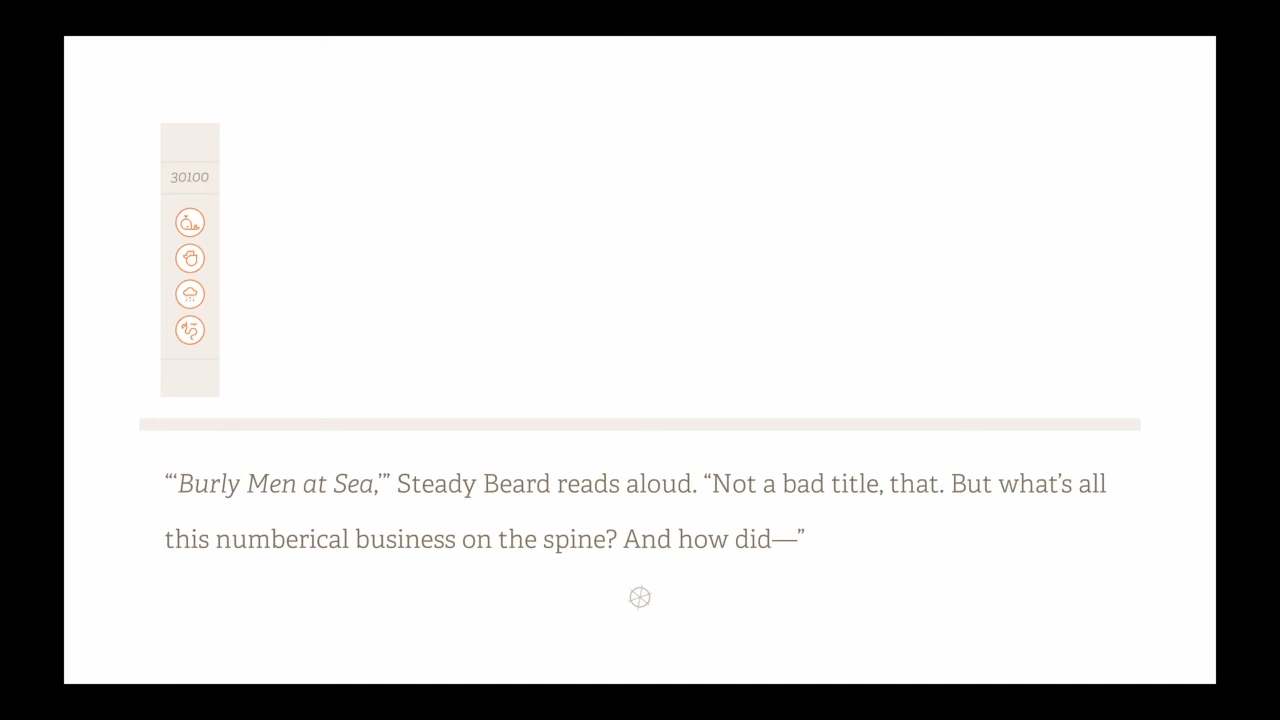 30100
“‘Burly Men at Sea,’” Steady Beard reads aloud. “Not a bad title, that. But what’s all
this numberical business on the spine? And how did—”